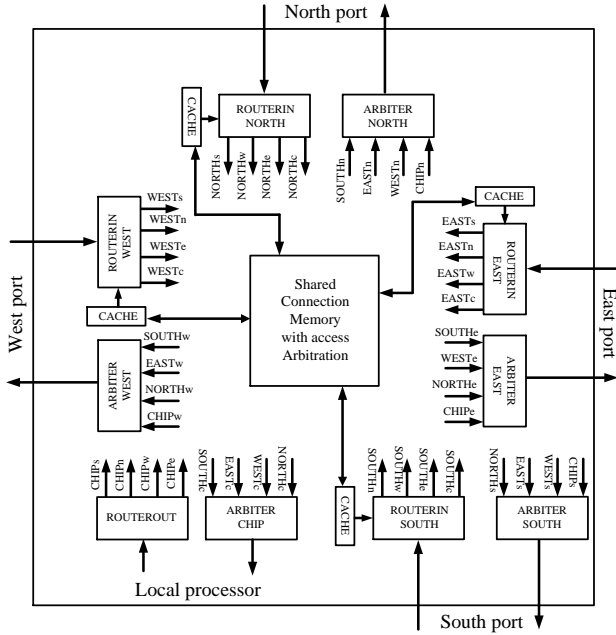 North port
CACHE
ROUTERIN
NORTH
ARBITER
NORTH
NORTHs
NORTHw
NORTHe
NORTHc
SOUTHn
EASTn
WESTn
CHIPn
CACHE
ROUTERIN
WEST
WESTs
WESTn
WESTe
WESTc
EASTs
EASTn
EASTw
EASTc
ROUTERIN
EAST
West port
East port
CACHE
Shared
Connection
Memory
with access
Arbitration
ARBITER
WEST
SOUTHw
EASTw
NORTHw
CHIPw
SOUTHe
WESTe
NORTHe
CHIPe
ARBITER
EAST
CHIPs
CHIPn
CHIPw
CHIPe
SOUTHc
EASTc
WESTc
NORTHc
SOUTHn
SOUTHw
SOUTHe
SOUTHc
NORTHs
EASTs
WESTs
CHIPs
ROUTEROUT
ARBITER
CHIP
CACHE
ROUTERIN
SOUTH
ARBITER
SOUTH
Local processor
South port